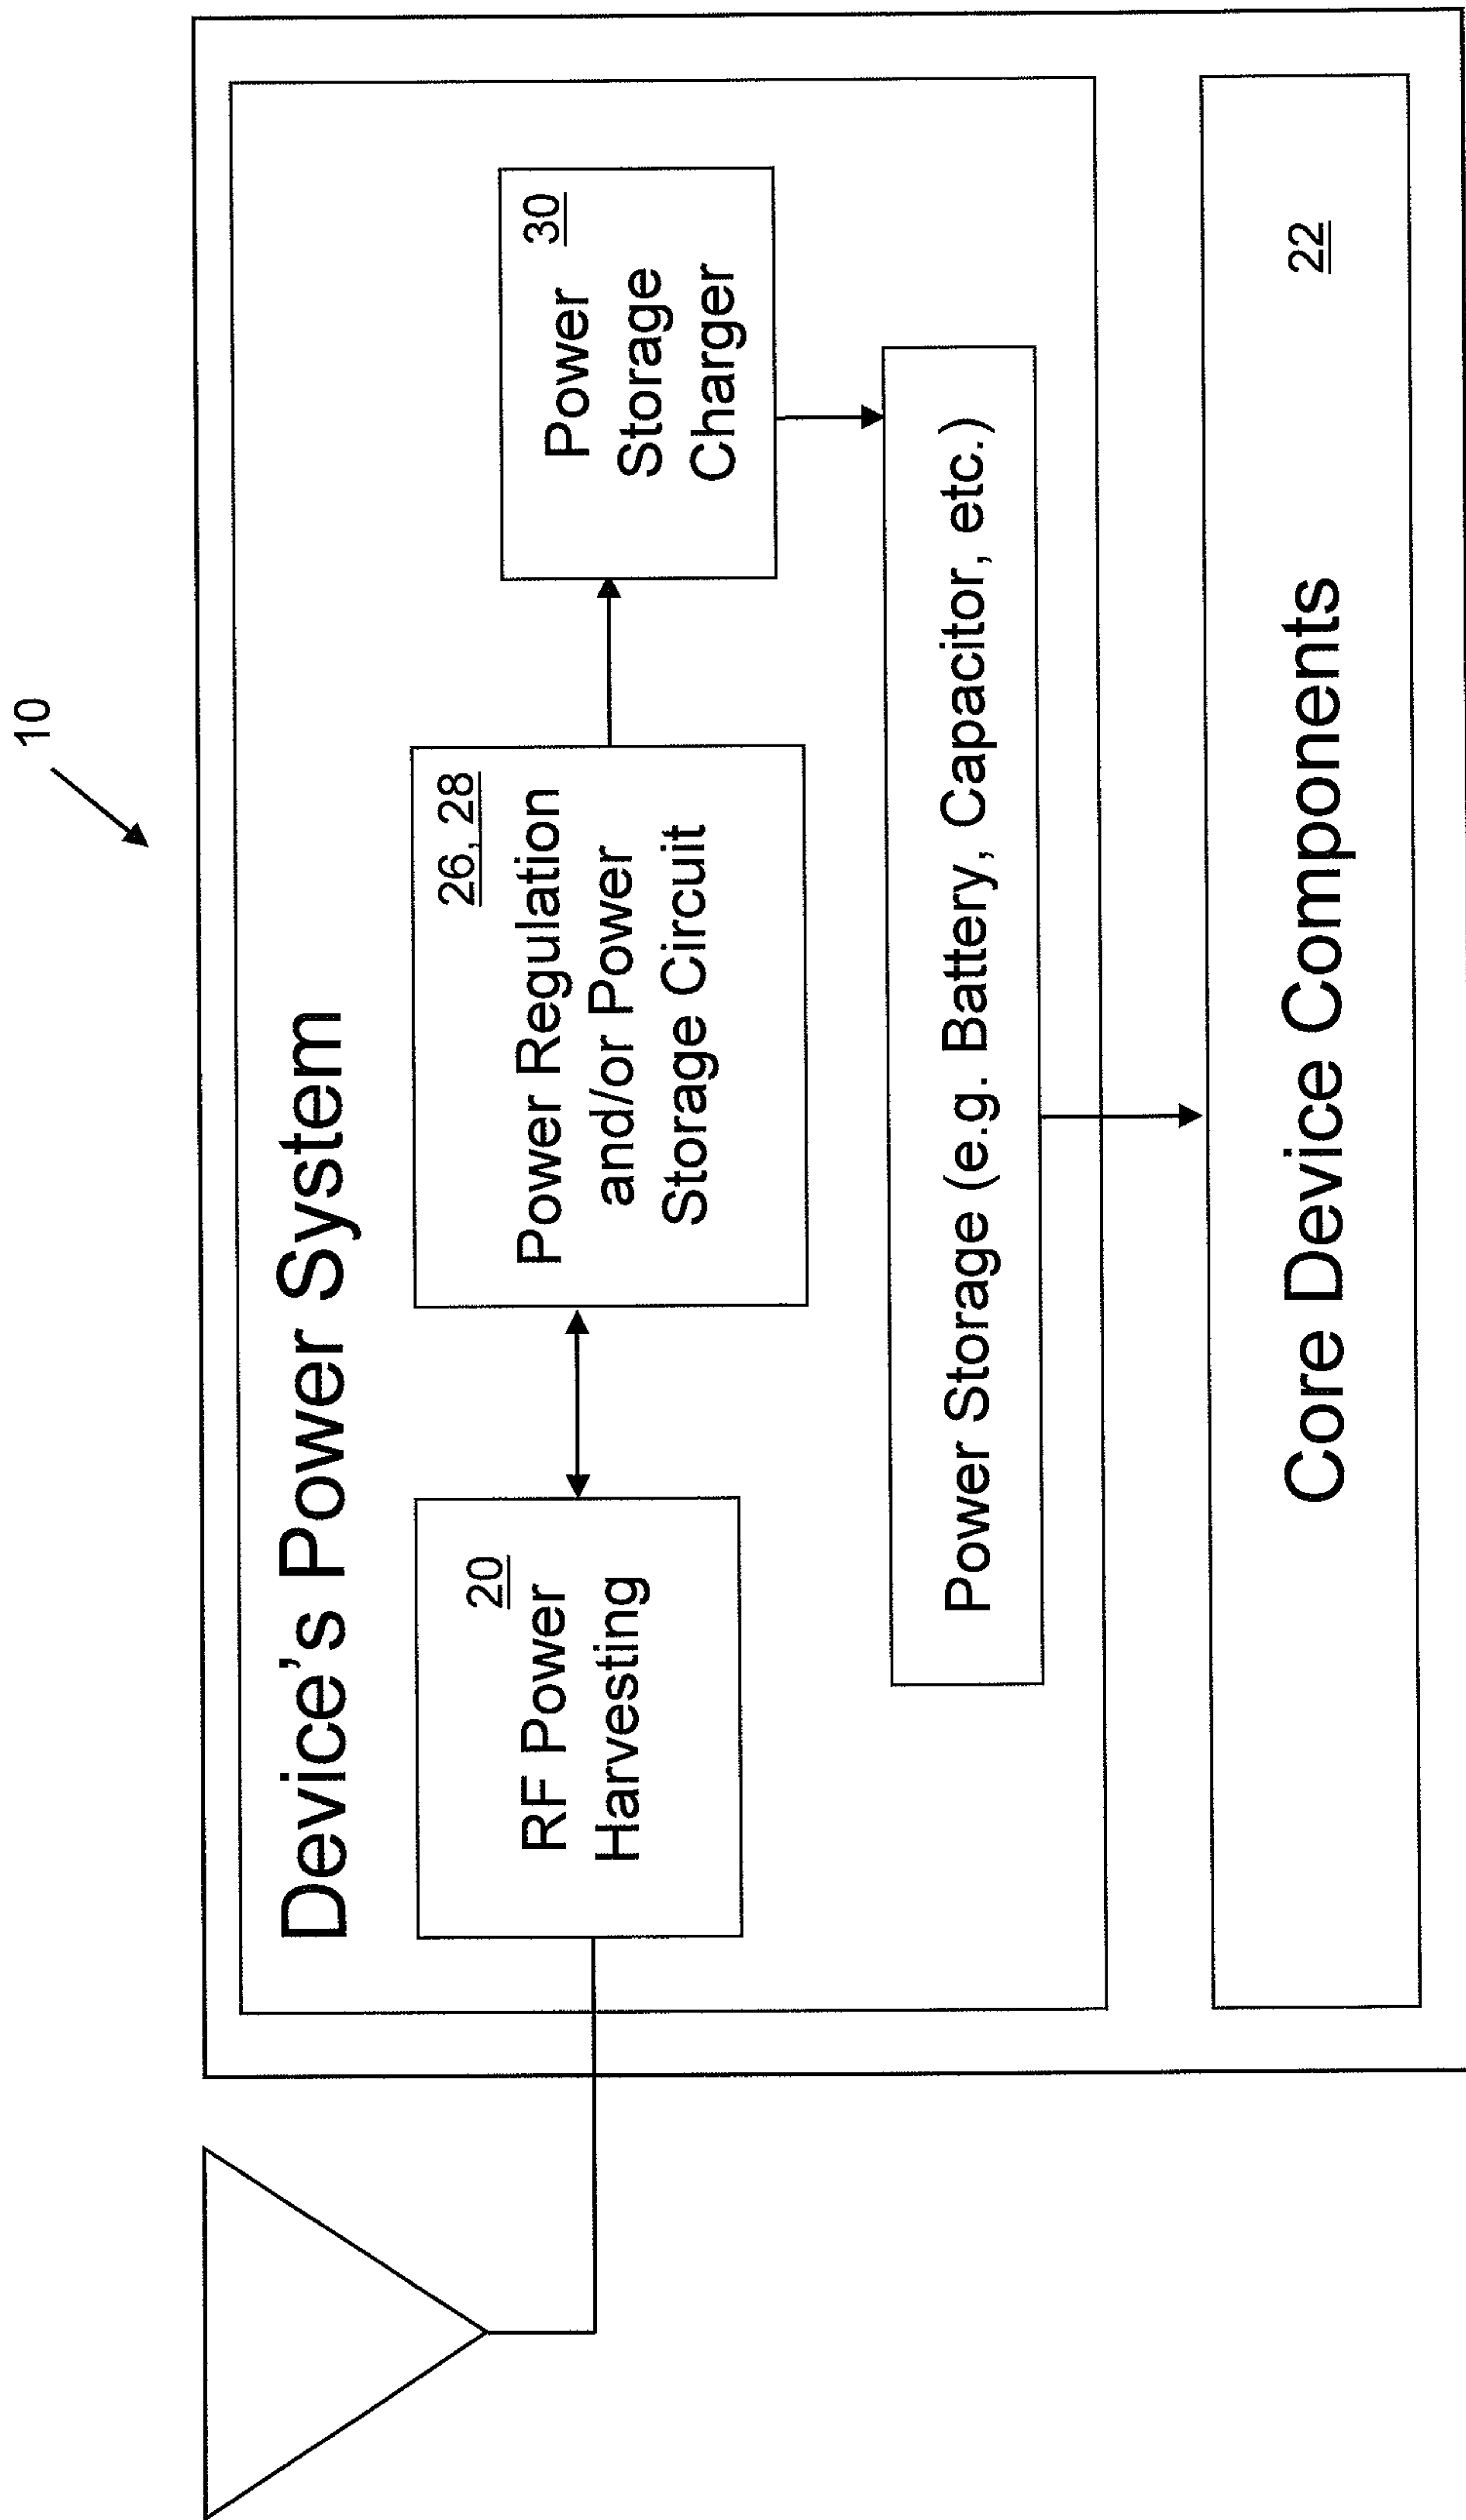 10
Device's Power System
20
RF Power
Harvesting
26, 28
Power Regulation
and/or Power
Storage Circuit
30
Power
Storage
Charger
Power Storage (e.g. Battery, Capacitor, etc.)
Core Device Components
22